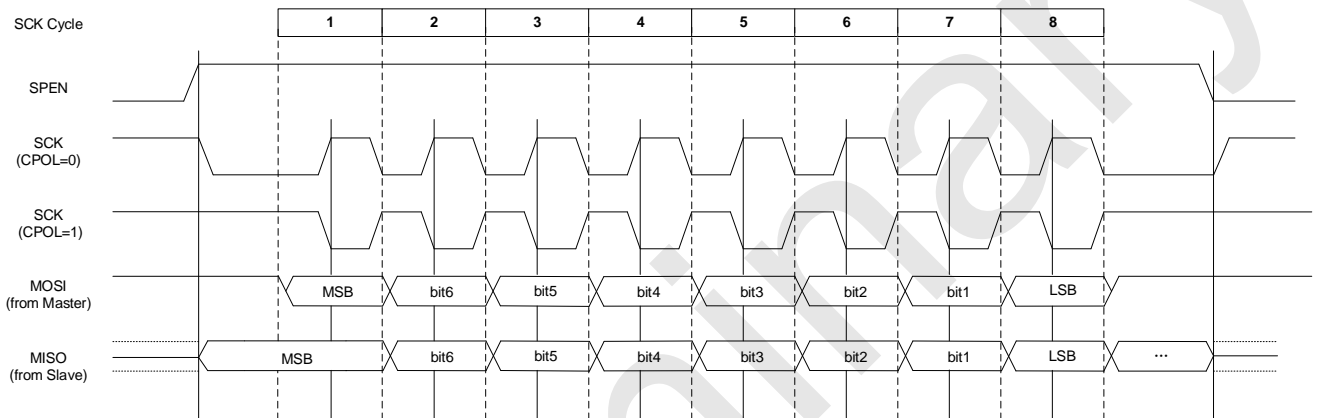 SCK Cycle 1 2 3 4 5 6 7 8
SPEN
SCK
(CPOL=0)
SCK
(CPOL=1)
MOSI
(from Master)
MSB bit6 bit5 bit4 bit3 bit2 bit1 LSB
MISO
(from Slave)
MSB bit6 bit5 bit4 bit3 bit2 bit1 LSB ...